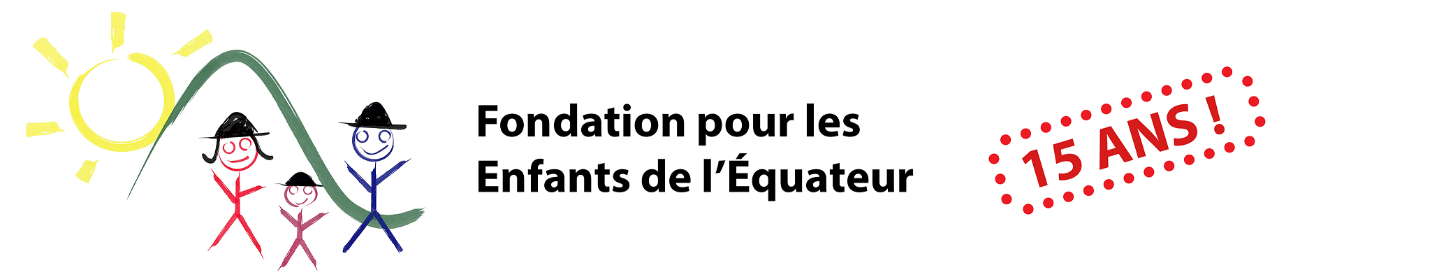 Fondation pour les
Enfants de l’Équateur
15 ANS !